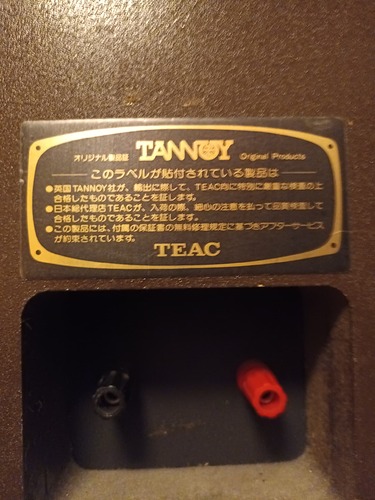 オリジナル製品証 TANNOY Original Products
このラベルが貼付されている製品は
●英国TANNOY社が、輸出に際して、TEAC向に特別に厳重な検査の上
合格したものであることを証します。
●日本総代理店TEACが、入荷の際、細心の注意を払って品質検査して
合格したものであることを証します。
●この製品には、付属の保証書の無料修理規定に基づきアフターサービス
が約束されています。
TEAC